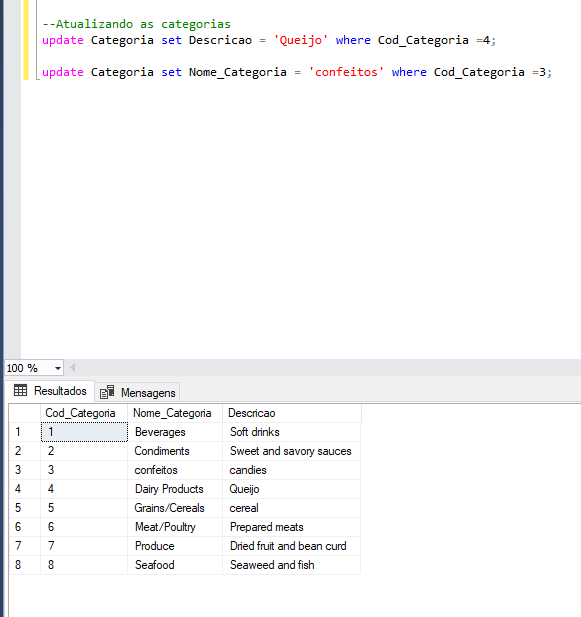 --Atualizando as categorias
update Categoria set Descricao = 'Queijo' where Cod_Categoria =4;
update Categoria set Nome_Categoria = 'confeitos' where Cod_Categoria =3;
100 %
Resultados Mensagens
Cod_Categoria Nome_Categoria Descricao
1 1 Beverages Soft drinks
2 2 Condiments Sweet and savory sauces
3 3 confeitos candies
4 4 Dairy Products Queijo
5 5 Grains/Cereals cereal
6 6 Meat/Poultry Prepared meats
7 7 Produce Dried fruit and bean curd
8 8 Seafood Seaweed and fish